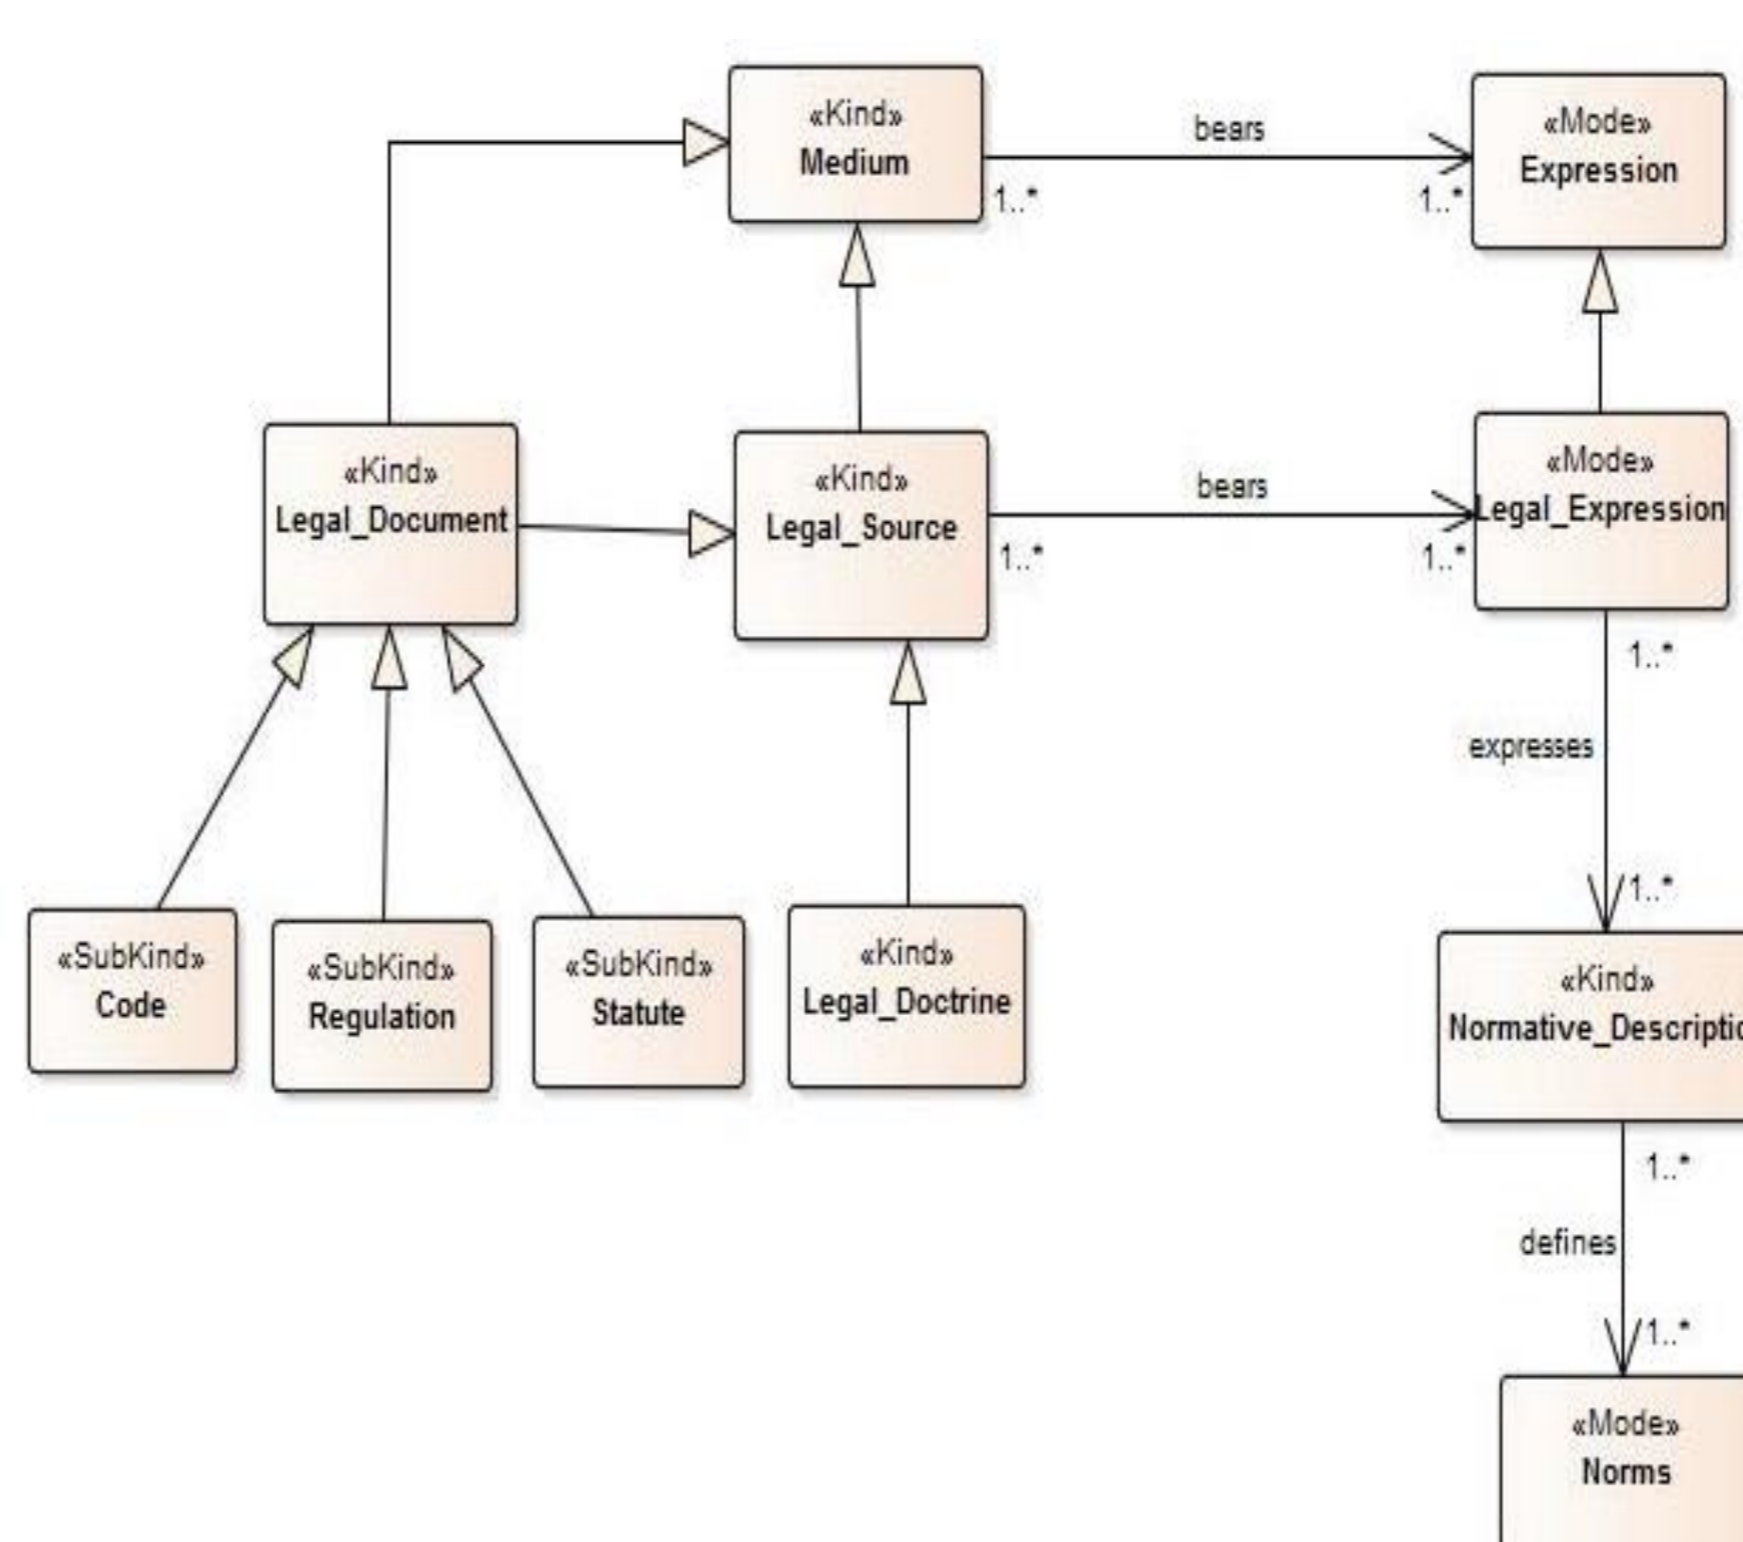 «Kind»
Medium
bears
1..*
1..*
«Mode»
Expression
«Kind»
Legal_Document
«Kind»
Legal_Source
bears
1..*
1..*
«Mode»
Legal_Expression
1..*
expresses
1..*
«SubKind»
Code
«SubKind»
Regulation
«SubKind»
Statute
«Kind»
Legal_Doctrine
«Kind»
Normative_Descriptio
1..*
defines
1..*
«Mode»
Norms